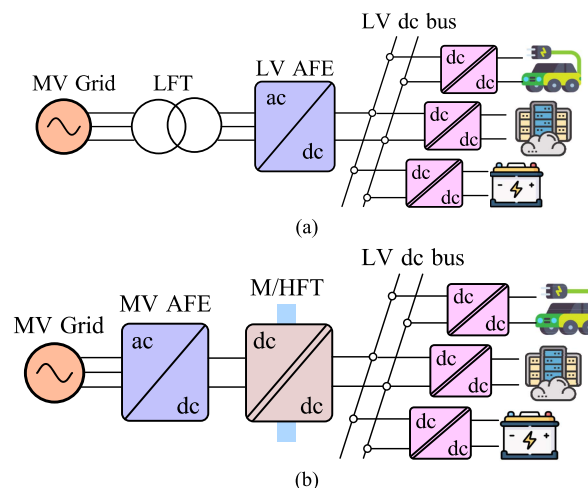 LV dc bus
MV Grid
LFT
LV AFE
ac
dc
dc
dc
dc
dc
dc
dc
(a)
LV dc bus
MV Grid
MV AFE
M/HFT
ac
dc
dc
dc
dc
dc
dc
dc
dc
dc
(b)